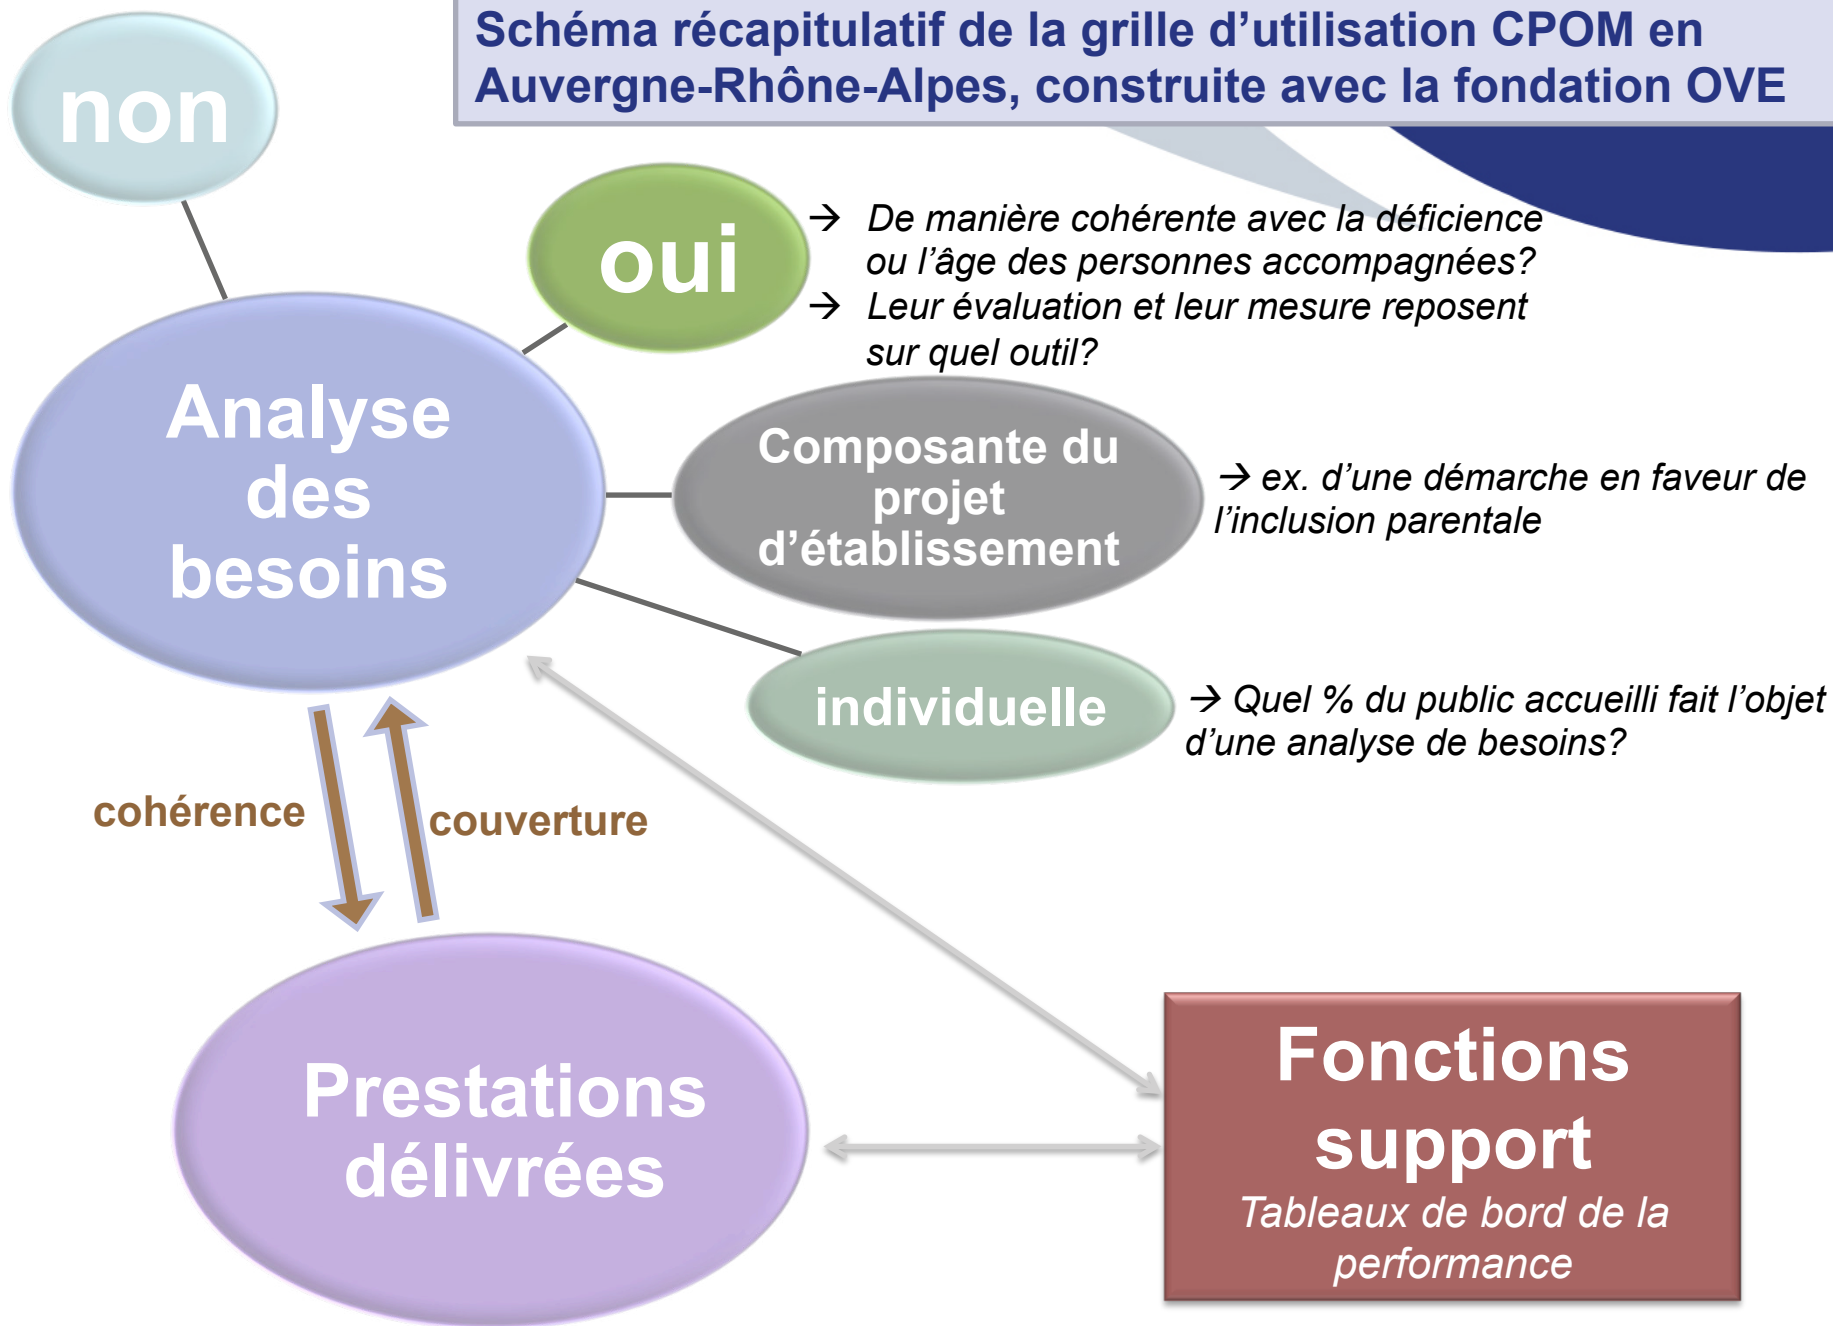 Schéma récapitulatif de la grille d’utilisation CPOM en
Auvergne-Rhône-Alpes, construite avec la fondation OVE
non
oui
→ De manière cohérente avec la déficience
ou l’âge des personnes accompagnées?
→ Leur évaluation et leur mesure reposent
sur quel outil?
Analyse
des
besoins
Composante du
projet
d’établissement
→ ex. d’une démarche en faveur de
l’inclusion parentale
individuelle
→ Quel % du public accueilli fait l’objet
d’une analyse de besoins?
cohérence
couverture
Prestations
délivrées
Fonctions
support
Tableaux de bord de la
performance